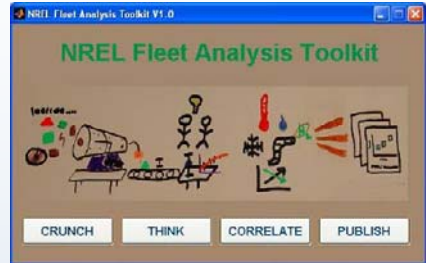 NREL Fleet Analysis Toolkit V1.0
NREL Fleet Analysis Toolkit
CRUNCH THINK CORRELATE PUBLISH